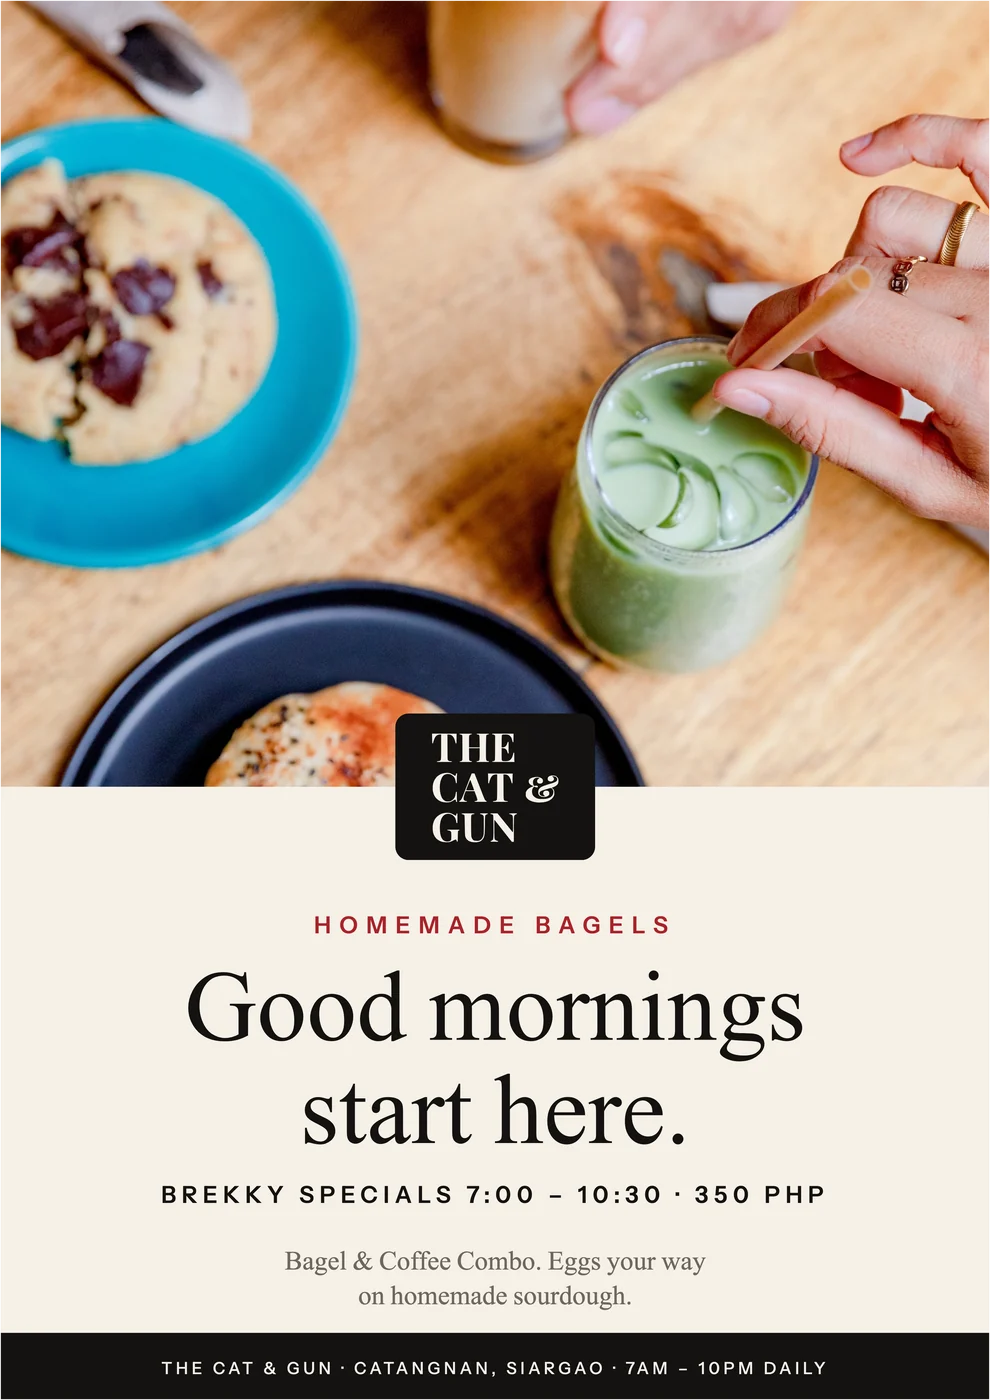 THE
CAT &
GUN
HOMEMADE BAGELS
Good mornings
start here.
BREKKY SPECIALS 7:00 – 10:30 · 350 PHP
Bagel & Coffee Combo. Eggs your way
on homemade sourdough.
THE CAT & GUN · CATANGNAN, SIARGAO · 7AM – 10PM DAILY